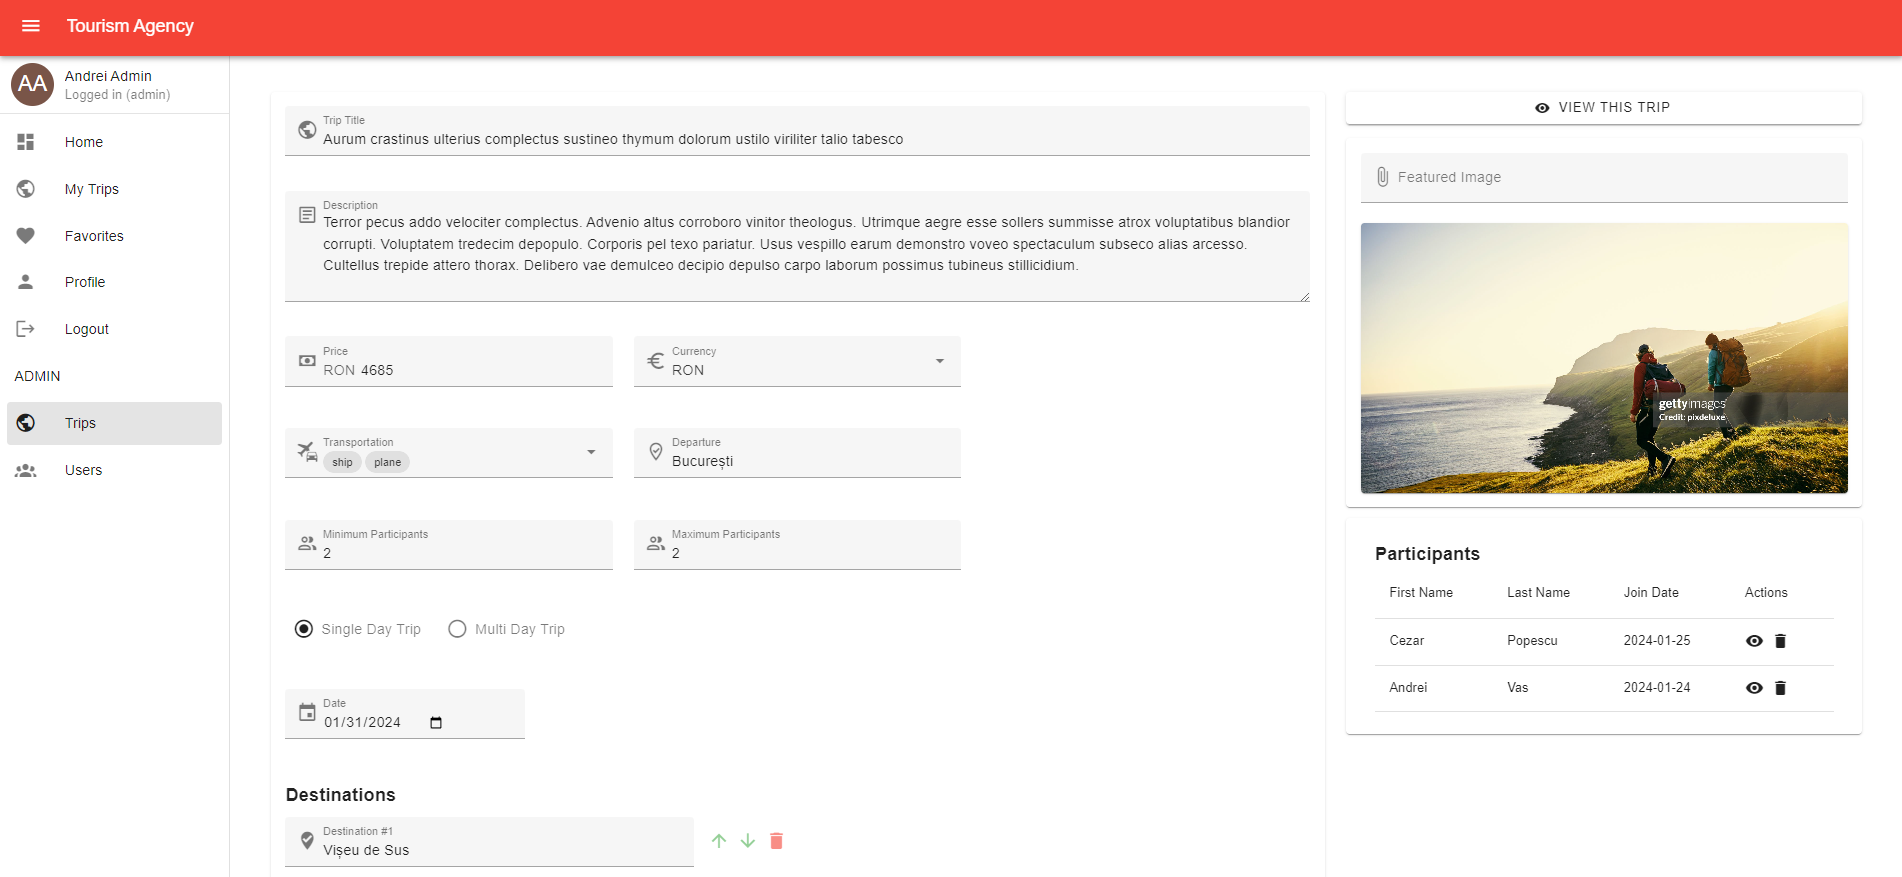 Tourism Agency
AA
Andrei Admin
Logged in (admin)
Home
My Trips
Favorites
Profile
Logout
ADMIN
Trips
Users
Trip Title
Aurum crastinus ulterius complectus sustineo thymum dolorum ustilo viriliter talio tabesco
Description
Terror pecus addo velociter complectus. Advenio altus corroboro vinitor theologus. Utrimque aegre esse sollers summisse atrox voluptatibus blandior
corrupti. Voluptatem tredecim depopulo. Corporis pel texo pariatur. Usus vespillo earum demonstro voveo spectaculum subseco alias arcesso.
Cultellus trepide attero thorax. Delibero vae demulceo decipio depulso carpo laborum possimus tubineus stillicidium.
Price
RON 4685
Currency
RON
Transportation
ship plane
Departure
București
Minimum Participants
2
Maximum Participants
2
Single Day Trip Multi Day Trip
Date
01/31/2024
Destinations
Destination #1
Vișeu de Sus
VIEW THIS TRIP
Featured Image
gettyimages
Credit: pixdeluxe
Participants
First Name Last Name Join Date Actions
Cezar Popescu 2024-01-25
Andrei Vas 2024-01-24